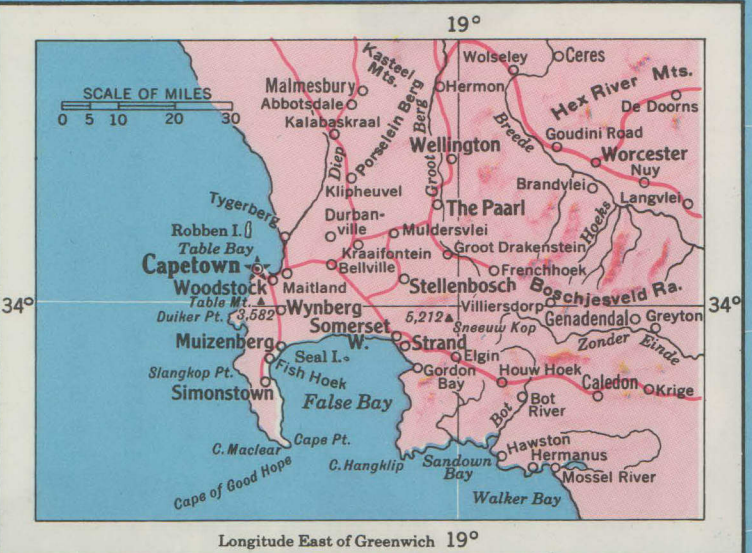 19°
Kasteel
Mts.
Wolseley
Ceres
SCALE OF MILES
0 5 10 20 30
Malmesbury
Abbotsdale
Kalabaskraal
Hermon
Hex River Mts.
De Doorns
Porselein Berg
Groot Berg
Breede
Goudini Road
Wellington
Worcester
Diep
Klipheuvel
Nuy
Brandvlei
Langvlei
Tygerberg
The Paarl
Hoeks
Durban-
ville
Robben I.
Muldersvlei
Table Bay
Kraaifontein
Groot Drakenstein
Capetown
Bellville
Frenchhoek
Woodstock
Maitland
Stellenbosch
Boschjesveld Ra.
34°
Table Mt.
3,582
Wynberg
Villiersdorp
34°
Duiker Pt.
5,212
Sneeuw Kop
Genadendal
Greyton
Somerset
W.
Strand
Zonder Einde
Muizenberg
Seal I.
Elgin
Slangkop Pt.
Fish Hoek
Gordon
Bay
Houw Hoek
Caledon
Krige
Simonstown
False Bay
Bot
Bot
River
C. Maclear
Cape Pt.
Hawston
C. Hangklip
Sandown
Bay
Hermanus
Mossel River
Cape of Good Hope
Walker Bay
Longitude East of Greenwich 19°